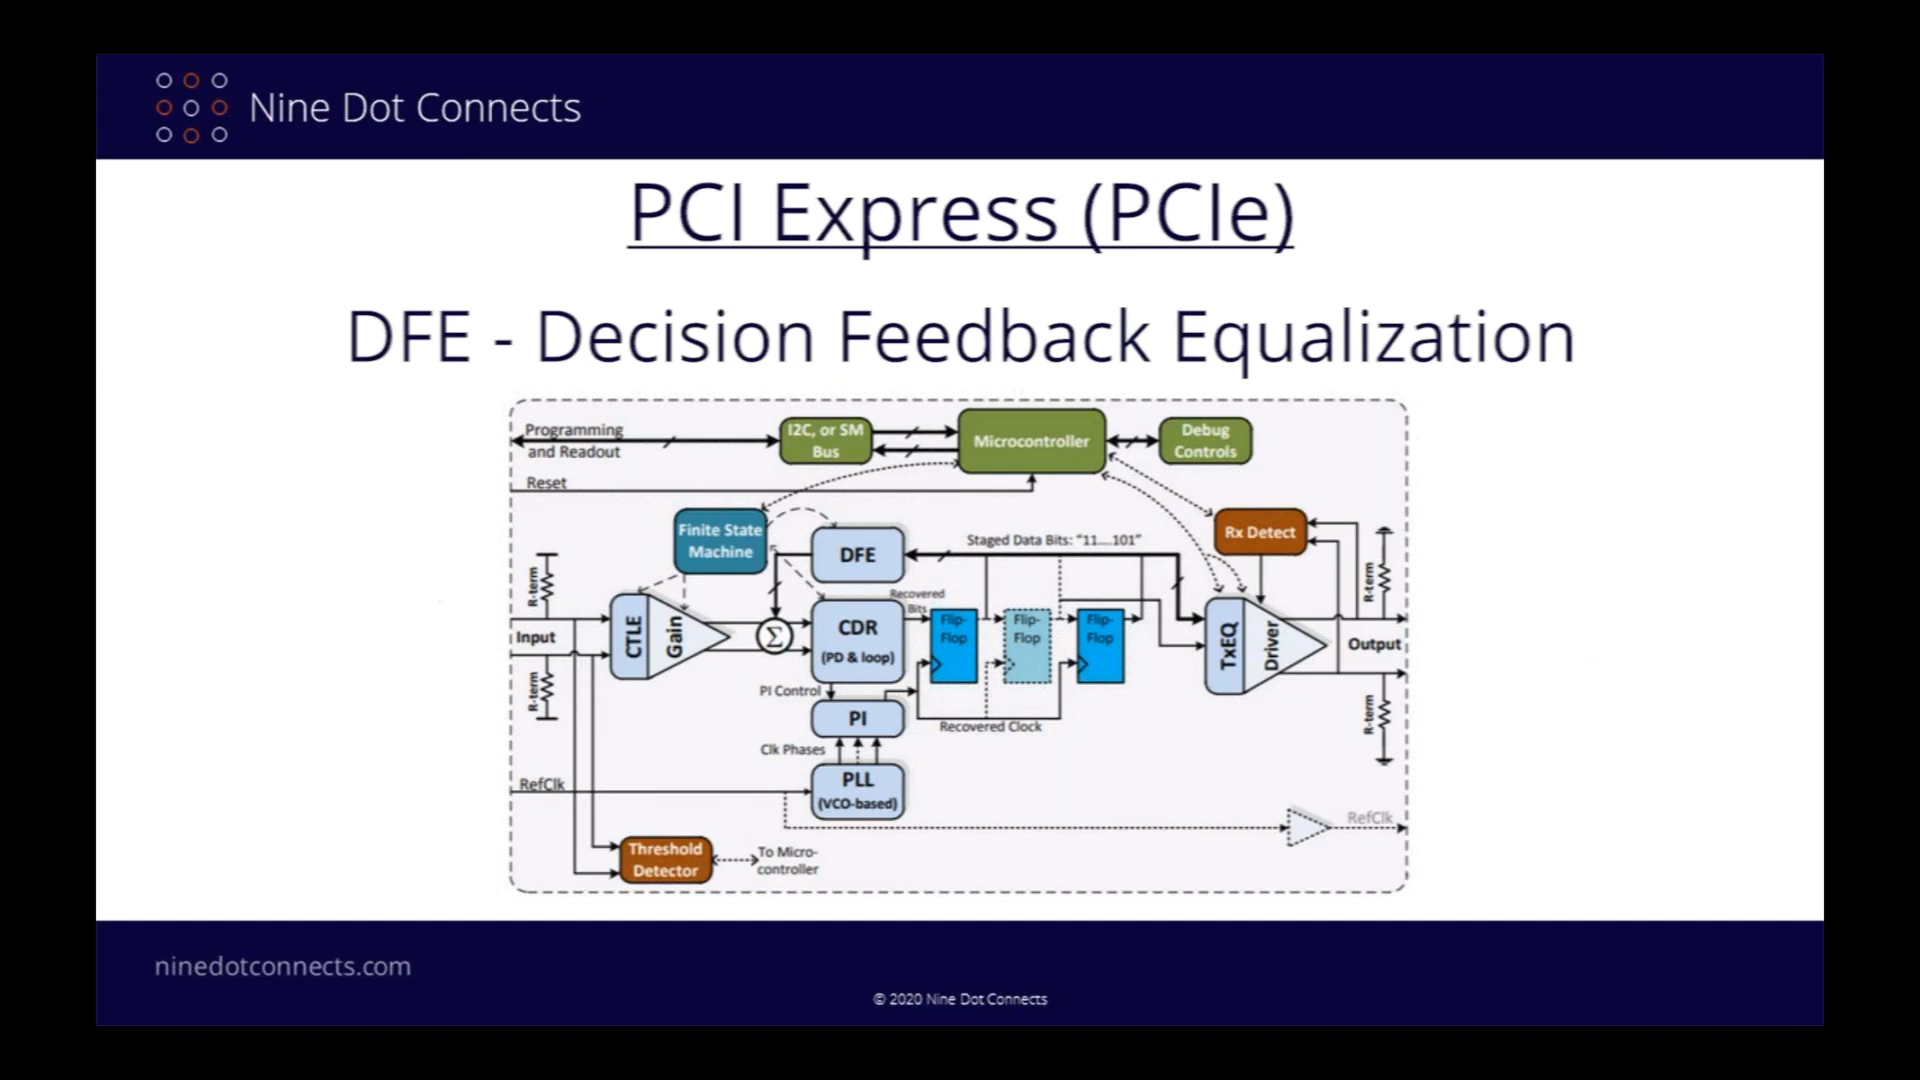 Nine Dot Connects
PCI Express (PCIe)
DFE - Decision Feedback Equalization
Programming
and Readout
I2C, or SM
Bus
Microcontroller
Debug
Controls
Reset
Finite State
Machine
DFE
Staged Data Bits: "11....101"
Rx Detect
R-term
R-term
Recovered
Bits
Input
CTLE
Gain
Σ
CDR
(PD & loop)
Flip-
Flop
Flip-
Flop
Flip-
Flop
TxEQ
Driver
Output
R-term
R-term
PI Control
PI
Recovered Clock
Clk Phases
RefClk
PLL
(VCO-based)
RefClk
Threshold
Detector
To Micro-
controller
ninedotconnects.com
© 2020 Nine Dot Connects